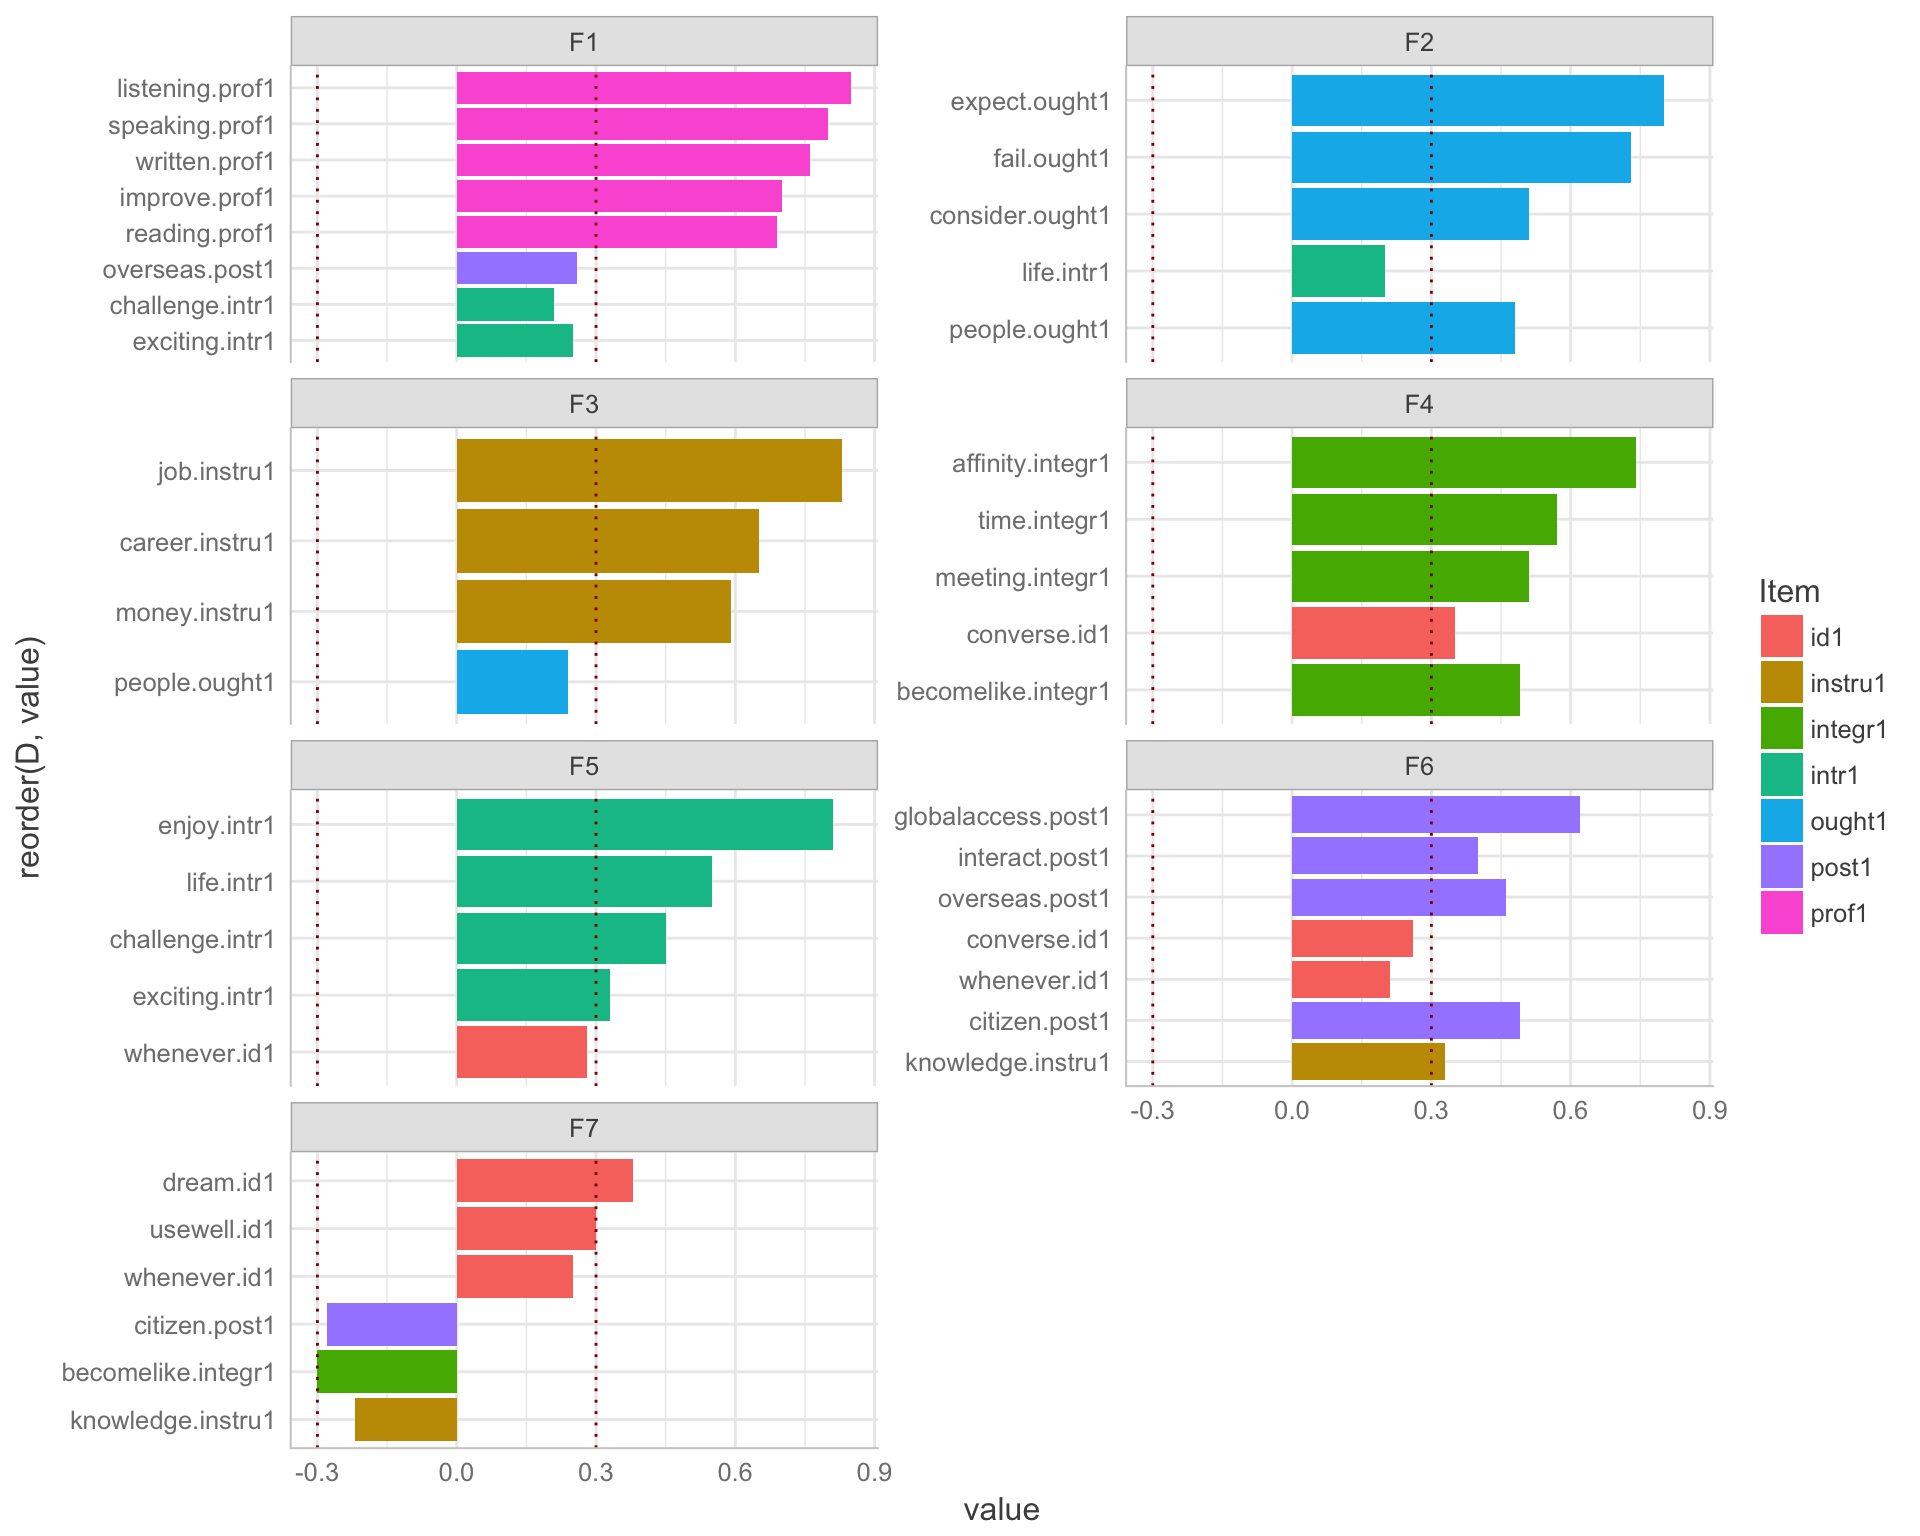 F1
listening.prof1
speaking.prof1
written.prof1
improve.prof1
reading.prof1
overseas.post1
challenge.intr1
exciting.intr1
F2
expect.ought1
fail.ought1
consider.ought1
life.intr1
people.ought1
F3
job.instru1
career.instru1
money.instru1
people.ought1
F4
affinity.integr1
time.integr1
meeting.integr1
converse.id1
becomelike.integr1
F5
enjoy.intr1
life.intr1
challenge.intr1
exciting.intr1
whenever.id1
F6
globalaccess.post1
interact.post1
overseas.post1
converse.id1
whenever.id1
citizen.post1
knowledge.instru1
-0.3 0.0 0.3 0.6 0.9
F7
dream.id1
usewell.id1
whenever.id1
citizen.post1
becomelike.integr1
knowledge.instru1
-0.3 0.0 0.3 0.6 0.9
value
reorder(D, value)
Item
id1
instru1
integr1
intr1
ought1
post1
prof1